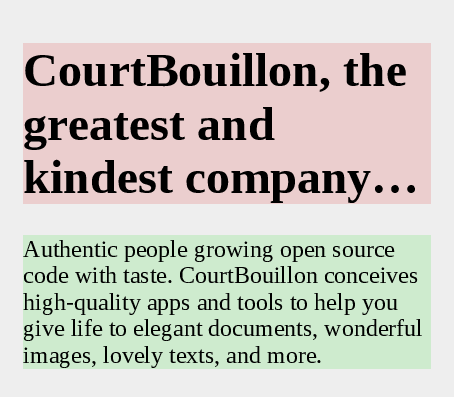 CourtBouillon, the
greatest and
kindest company…
Authentic people growing open source
code with taste. CourtBouillon conceives
high-quality apps and tools to help you
give life to elegant documents, wonderful
images, lovely texts, and more.